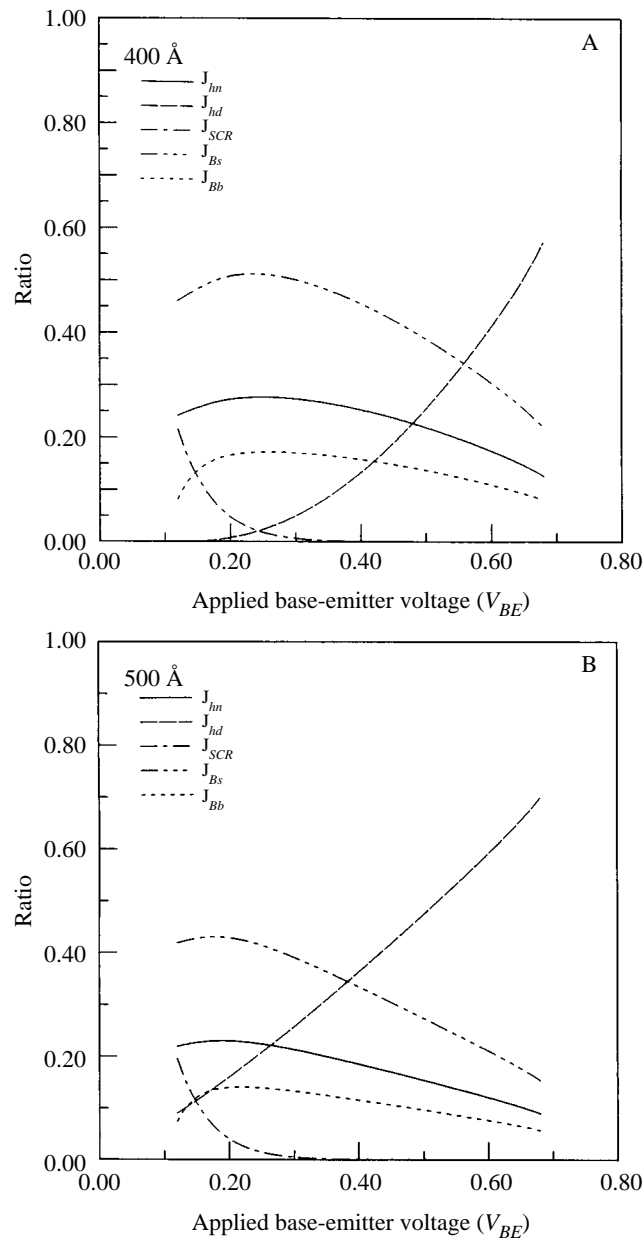 1.00
A
400 Å
J_hn
0.80
J_hd
J_SCR
J_Bs
0.60
J_Bb
Ratio
0.40
0.20
0.00
0.00 0.20 0.40 0.60 0.80
Applied base-emitter voltage (V_BE)
1.00
B
500 Å
J_hn
J_hd
0.80
J_SCR
J_Bs
J_Bb
0.60
Ratio
0.40
0.20
0.00
0.00 0.20 0.40 0.60 0.80
Applied base-emitter voltage (V_BE)